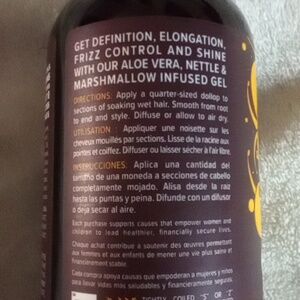 GET DEFINITION, ELONGATION,
FRIZZ CONTROL AND SHINE
WITH OUR ALOE VERA, NETTLE &
MARSHMALLOW INFUSED GEL
DIRECTIONS: Apply a quarter-sized dollop to
sections of soaking wet hair. Smooth from root
to end and style. Diffuse or allow to air dry.
UTILISATION : Appliquer une noisette sur les
cheveux mouillés par sections. Lisse de la racine aux
pointes et coiffez. Diffuser ou laisser sécher à l'air libre.
INSTRUCCIONES: Aplica una cantidad del
tamaño de una moneda a secciones de cabello
completamente mojado. Alisa desde la raíz
hasta las puntas y peina. Difunde con un difusor
o deja secar al aire.
Each purchase supports causes that empower women and
children to lead healthier, financially secure lives.
Chaque achat contribue à soutenir des œuvres permettant
aux femmes et aux enfants de mener une vie plus saine et
financièrement stable.
Cada compra apoya causas que empoderan a mujeres y niños
para llevar vidas más saludables y financieramente seguras.
TIGHTLY COILED, "S" OR "Z"